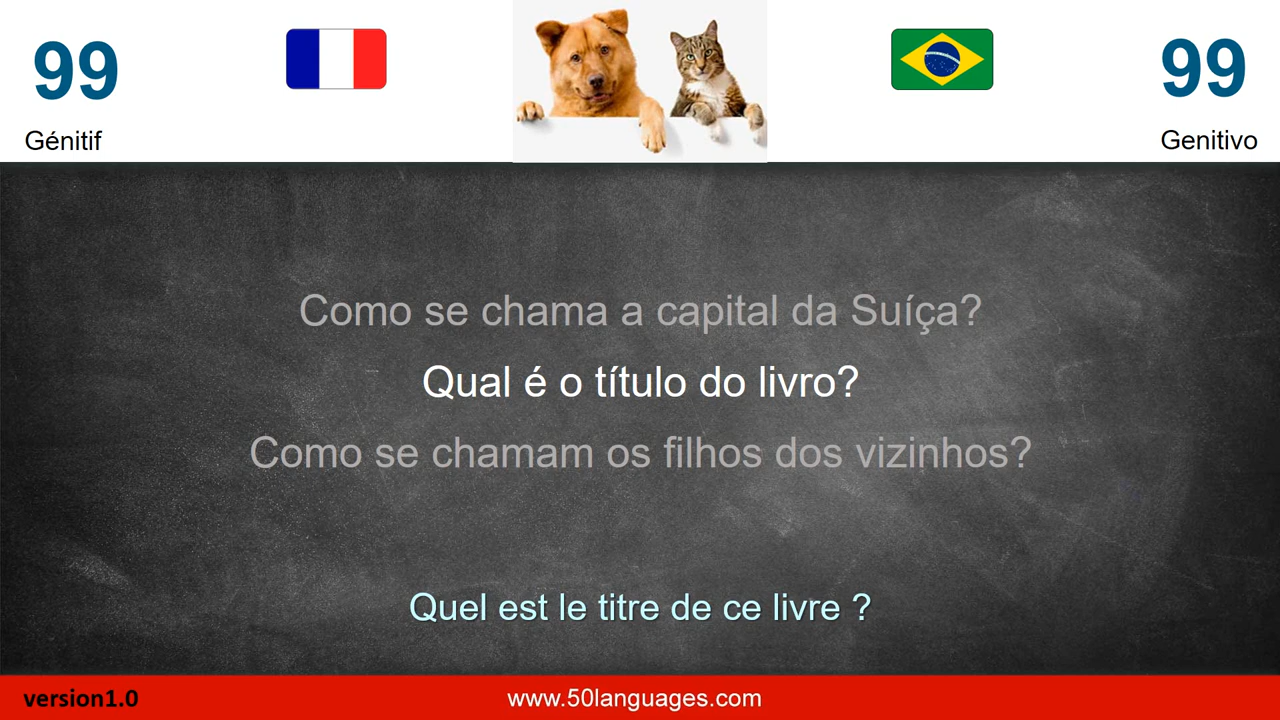 99
99
Génitif
Genitivo
Como se chama a capital da Suíça?
Qual é o título do livro?
Como se chamam os filhos dos vizinhos?
Quel est le titre de ce livre ?
version1.0
www.50languages.com